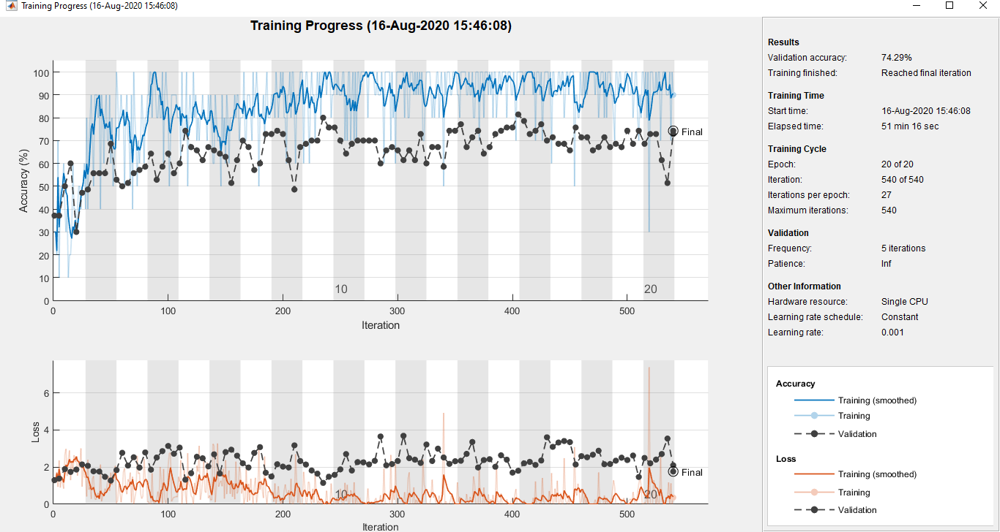 Training Progress (16-Aug-2020 15:46:08)
Training Progress (16-Aug-2020 15:46:08)
100
90
80
70
60
50
40
30
20
10
0
Accuracy (%)
Final
10
20
0
100
200
300
400
500
Iteration
6
4
2
0
Loss
Final
10
20
0
100
200
300
400
500
Iteration
Results
Validation accuracy: 74.29%
Training finished: Reached final iteration
Training Time
Start time: 16-Aug-2020 15:46:08
Elapsed time: 51 min 16 sec
Training Cycle
Epoch: 20 of 20
Iteration: 540 of 540
Iterations per epoch: 27
Maximum iterations: 540
Validation
Frequency: 5 iterations
Patience: Inf
Other Information
Hardware resource: Single CPU
Learning rate schedule: Constant
Learning rate: 0.001
Accuracy
Training (smoothed)
Training
Validation
Loss
Training (smoothed)
Training
Validation